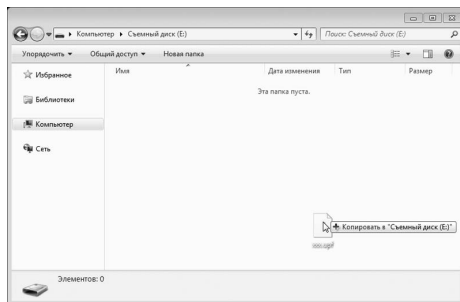 Компьютер ▸ Съемный диск (E:)
Поиск: Съемный диск (E:)
Упорядочить ▾ Общий доступ ▾ Новая папка
Избранное
Библиотеки
Компьютер
Сеть
Имя Дата изменения Тип Размер
Эта папка пуста.
Копировать в "Съемный диск (E:)"
Элементов: 0